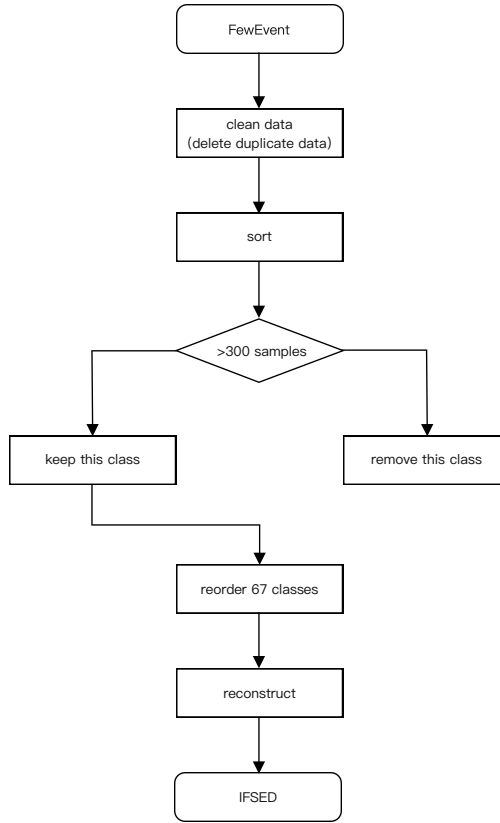 FewEvent
clean data
(delete duplicate data)
sort
>300 samples
keep this class
remove this class
reorder 67 classes
reconstruct
IFSED